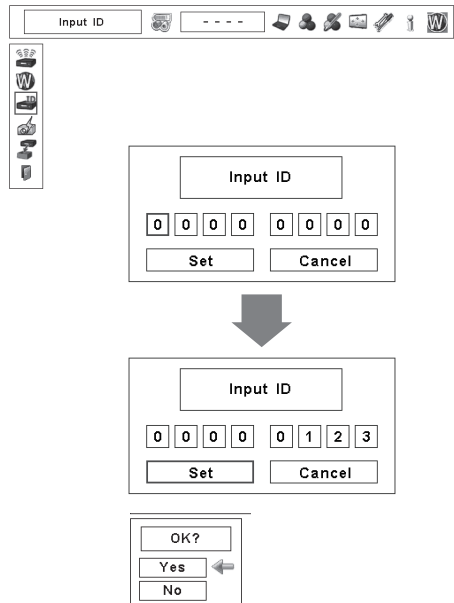 Input ID - - - -
Input ID
0 0 0 0 0 0 0 0
Set Cancel
Input ID
0 0 0 0 0 1 2 3
Set Cancel
OK?
Yes
No